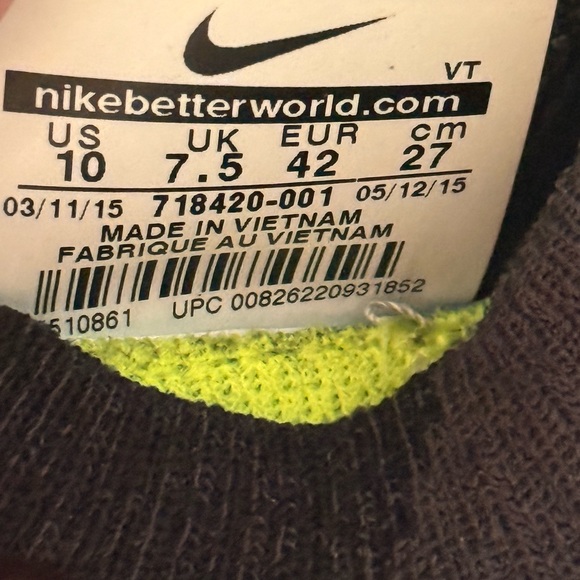 VT
nikebetterworld.com
US UK EUR cm
10 7.5 42 27
03/11/15 718420-001 05/12/15
MADE IN VIETNAM
FABRIQUE AU VIETNAM
510861 UPC 00826220931852